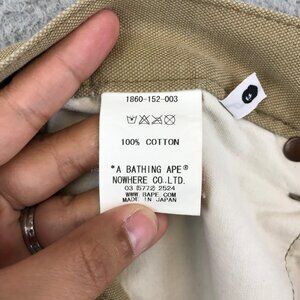 1860-152-003
100% COTTON
*A BATHING APE®
NOWHERE CO.,LTD.
03 (5772) 2524
WWW.BAPE.COM
MADE IN JAPAN